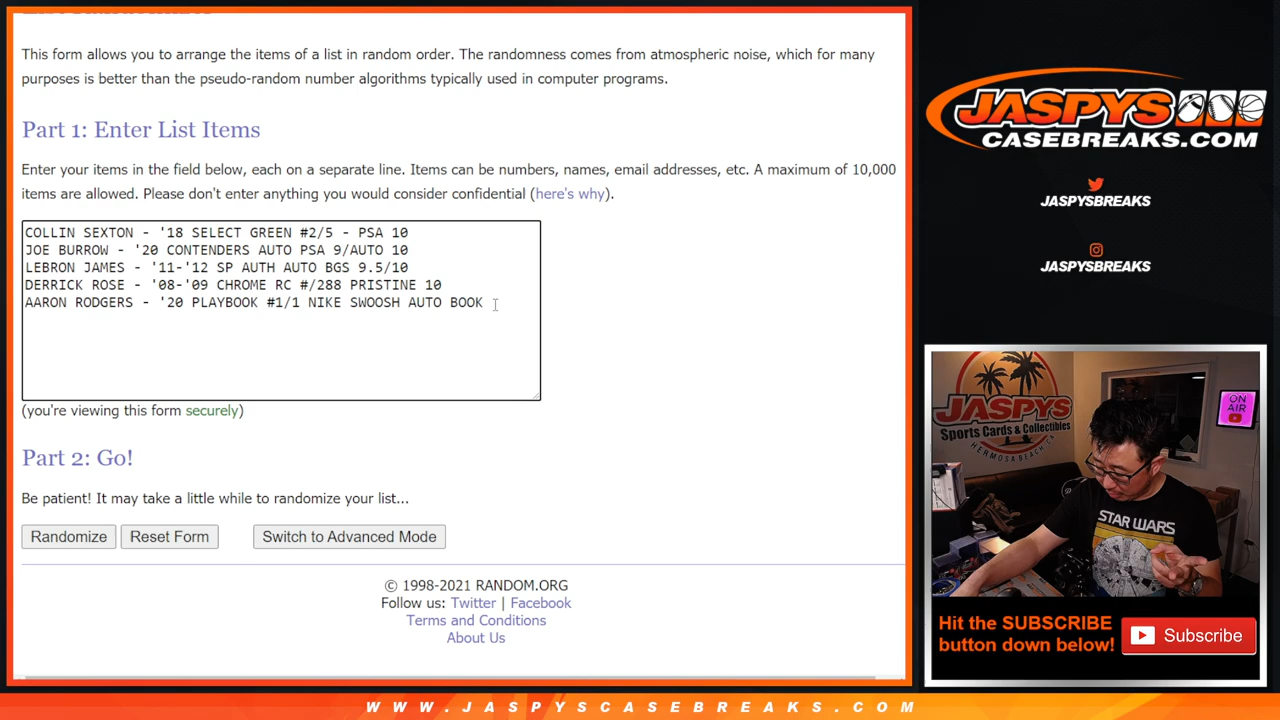 This form allows you to arrange the items of a list in random order. The randomness comes from atmospheric noise, which for many
purposes is better than the pseudo-random number algorithms typically used in computer programs.
Part 1: Enter List Items
Enter your items in the field below, each on a separate line. Items can be numbers, names, email addresses, etc. A maximum of 10,000
items are allowed. Please don't enter anything you would consider confidential (here's why).
COLLIN SEXTON - '18 SELECT GREEN #2/5 - PSA 10
JOE BURROW - '20 CONTENDERS AUTO PSA 9/AUTO 10
LEBRON JAMES - '11-'12 SP AUTH AUTO BGS 9.5/10
DERRICK ROSE - '08-'09 CHROME RC #/288 PRISTINE 10
AARON RODGERS - '20 PLAYBOOK #1/1 NIKE SWOOSH AUTO BOOK
(you're viewing this form securely)
Part 2: Go!
Be patient! It may take a little while to randomize your list...
Randomize Reset Form Switch to Advanced Mode
© 1998-2021 RANDOM.ORG
Follow us: Twitter | Facebook
Terms and Conditions
About Us
JASPYS
CASEBREAKS.COM
JASPYSBREAKS
JASPYSBREAKS
JASPYS
Sports Cards & Collectibles
HERMOSA BEACH, CA
ON
AIR
STAR WARS
Hit the SUBSCRIBE
button down below!
Subscribe
WWW.JASPYSCASEBREAKS.COM